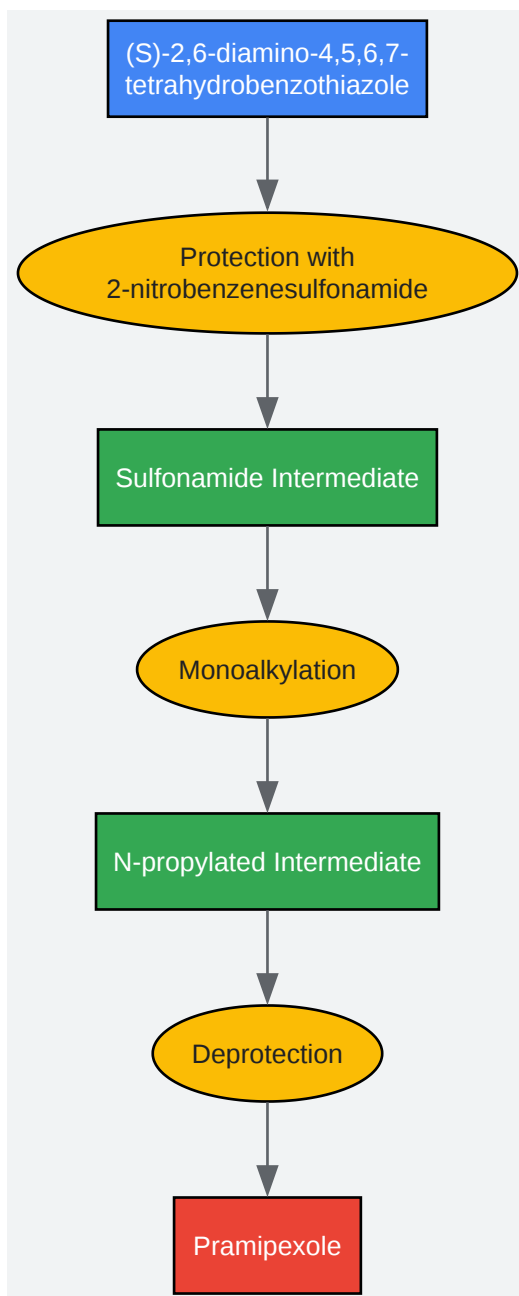 (S)-2,6-diamino-4,5,6,7-
tetrahydrobenzothiazole
Protection with
2-nitrobenzenesulfonamide
Sulfonamide Intermediate
Monoalkylation
N-propylated Intermediate
Deprotection
Pramipexole